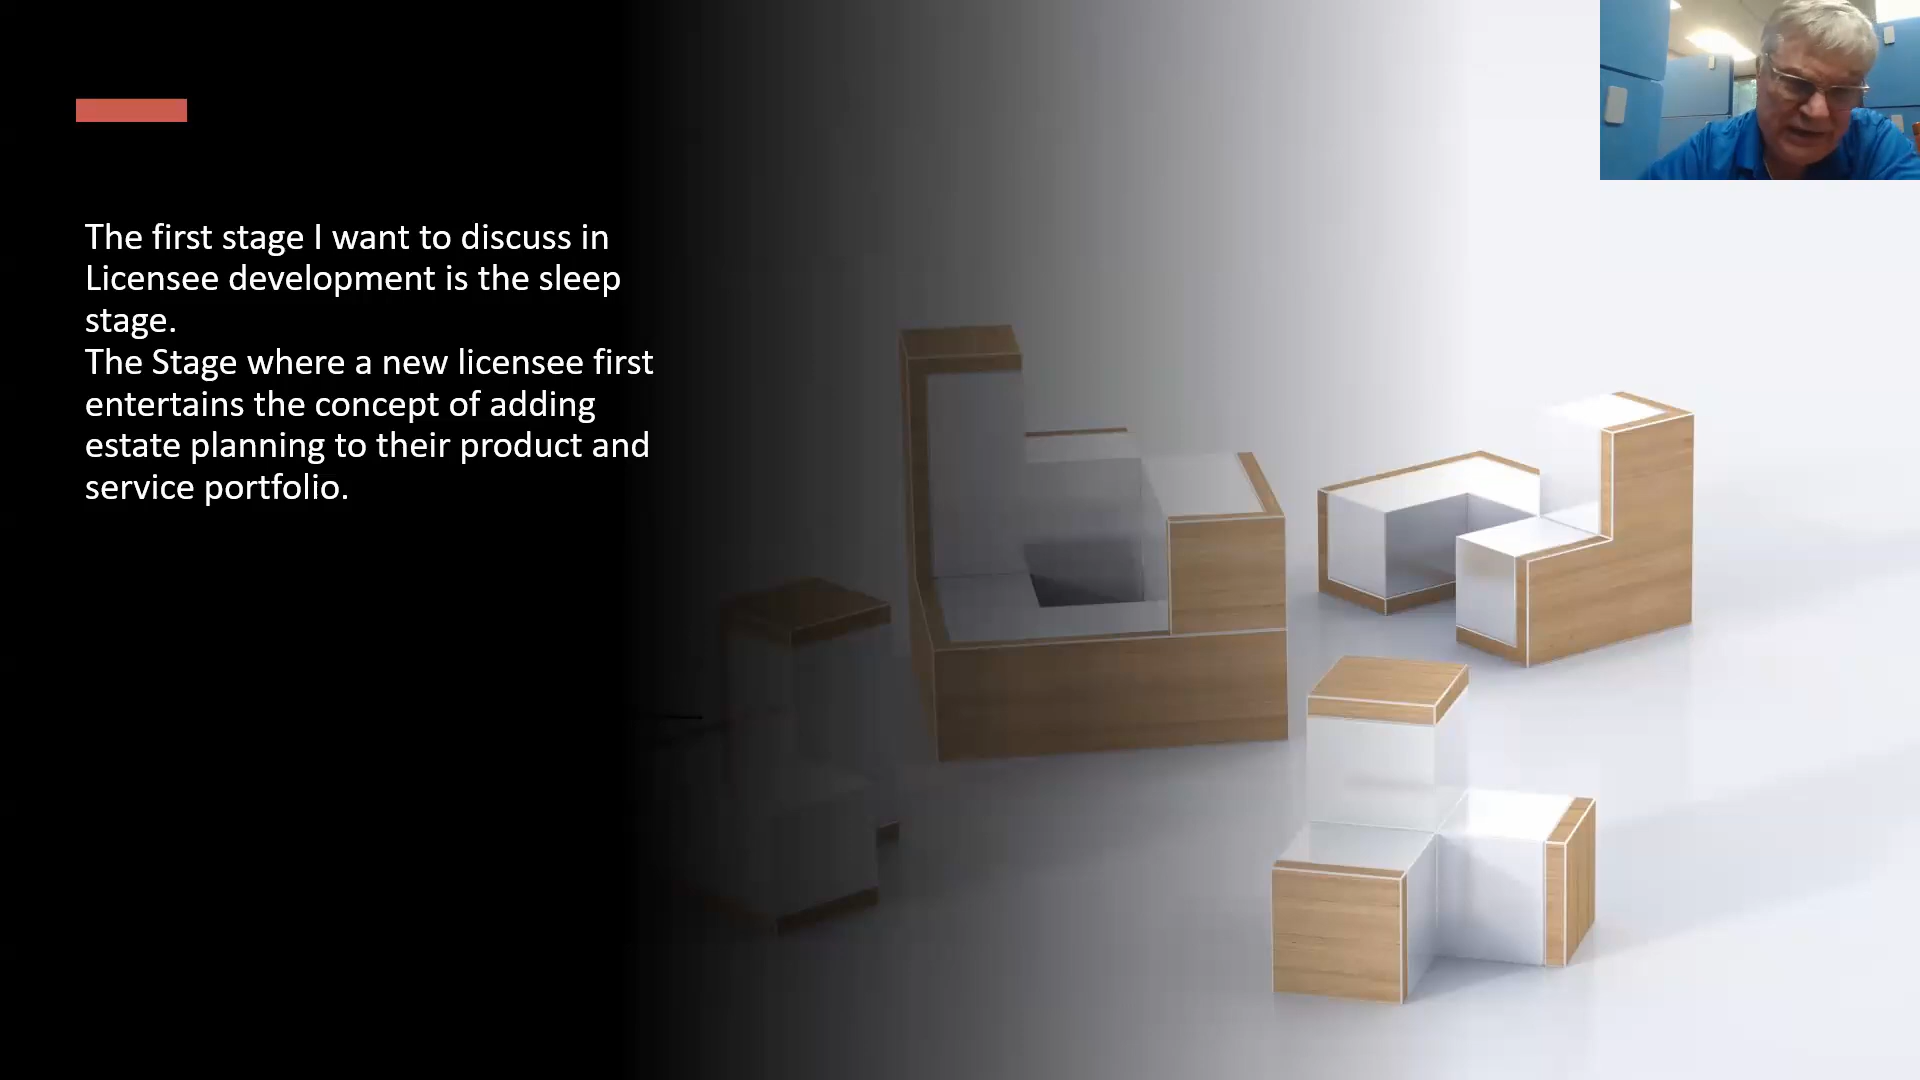 The first stage I want to discuss in
Licensee development is the sleep
stage.
The Stage where a new licensee first
entertains the concept of adding
estate planning to their product and
service portfolio.